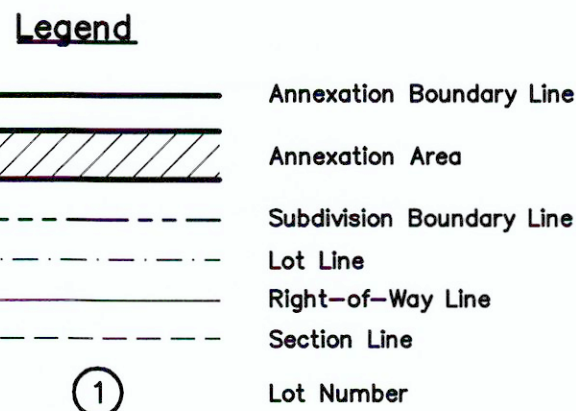 Legend
Annexation Boundary Line
Annexation Area
Subdivision Boundary Line
Lot Line
Right-of-Way Line
Section Line
1 Lot Number